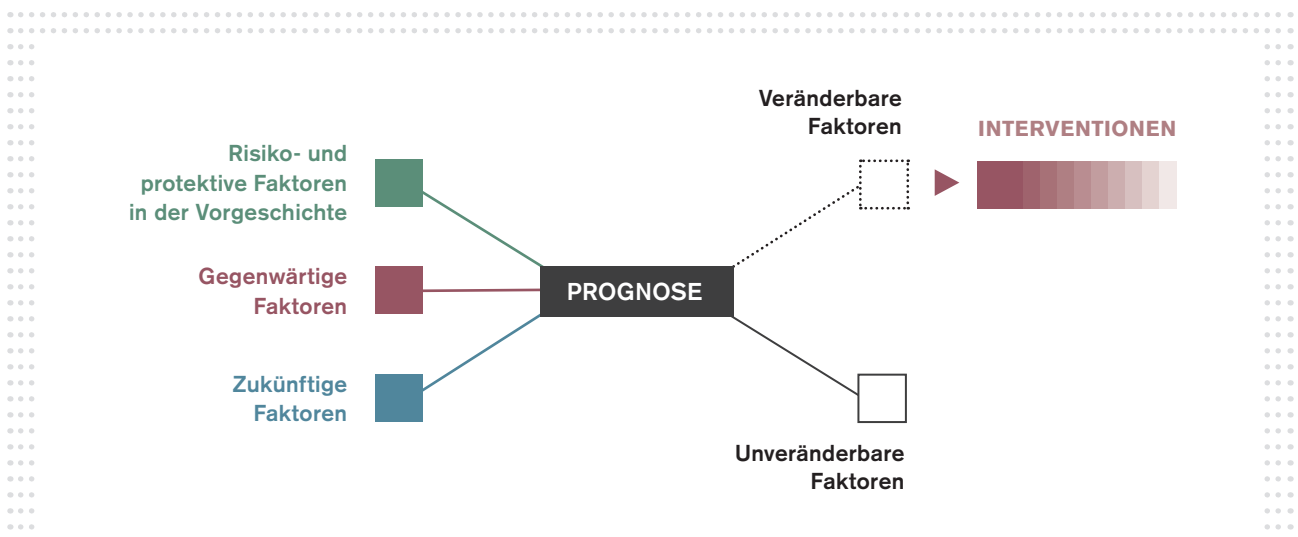 Risiko- und
protektive Faktoren
in der Vorgeschichte
Gegenwärtige
Faktoren
Zukünftige
Faktoren
PROGNOSE
Veränderbare
Faktoren
INTERVENTIONEN
Unveränderbare
Faktoren